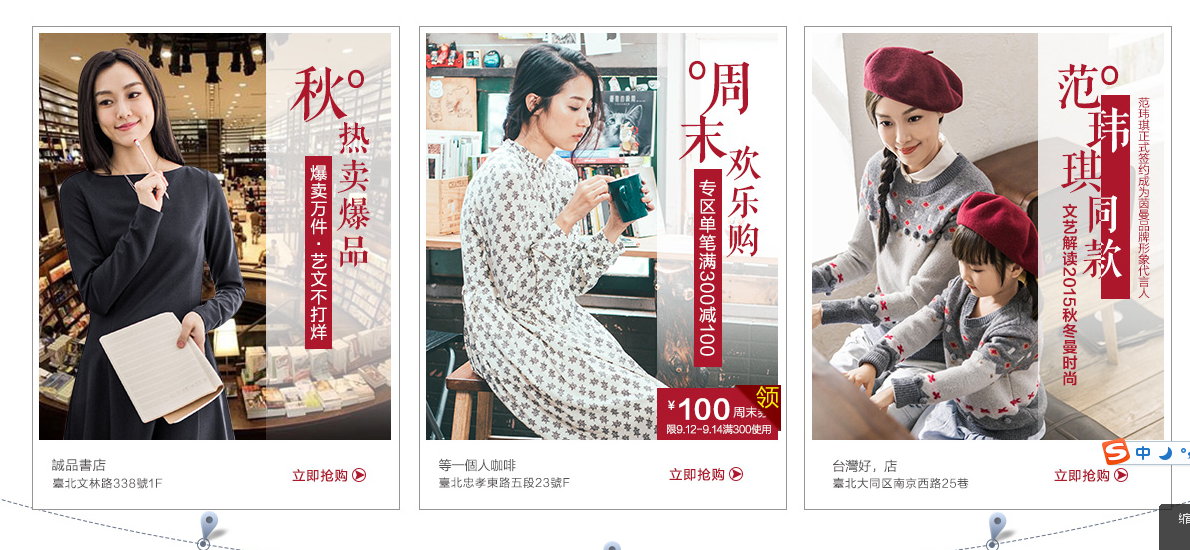 秋
热卖爆品
爆卖万件·艺文不打烊
誠品書店
臺北文林路338號1F
立即抢购
周末
欢乐购
专区单笔满300减100
领
¥100周末券
限9.12-9.14满300使用
等一個人咖啡
臺北忠孝東路五段23號F
立即抢购
范玮琪同款
范玮琪正式签约成为茵曼品牌形象代言人
文艺解读2015秋冬曼时尚
台灣好，店
臺北大同区南京西路25巷
立即抢购
中
缩